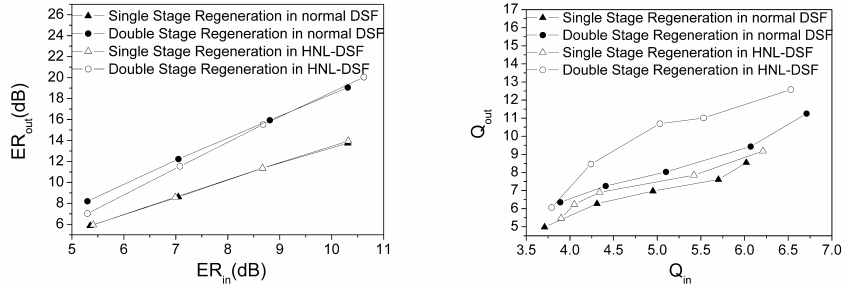 Single Stage Regeneration in normal DSF
Double Stage Regeneration in normal DSF
Single Stage Regeneration in HNL-DSF
Double Stage Regeneration in HNL-DSF
26
24
22
20
18
16
14
12
10
8
6
ER_out(dB)
5 6 7 8 9 10 11
ER_in(dB)
Single Stage Regeneration in normal DSF
Double Stage Regeneration in normal DSF
Single Stage Regeneration in HNL-DSF
Double Stage Regeneration in HNL-DSF
17
16
15
14
13
12
11
10
9
8
7
6
5
Q_out
3.5 4.0 4.5 5.0 5.5 6.0 6.5 7.0
Q_in